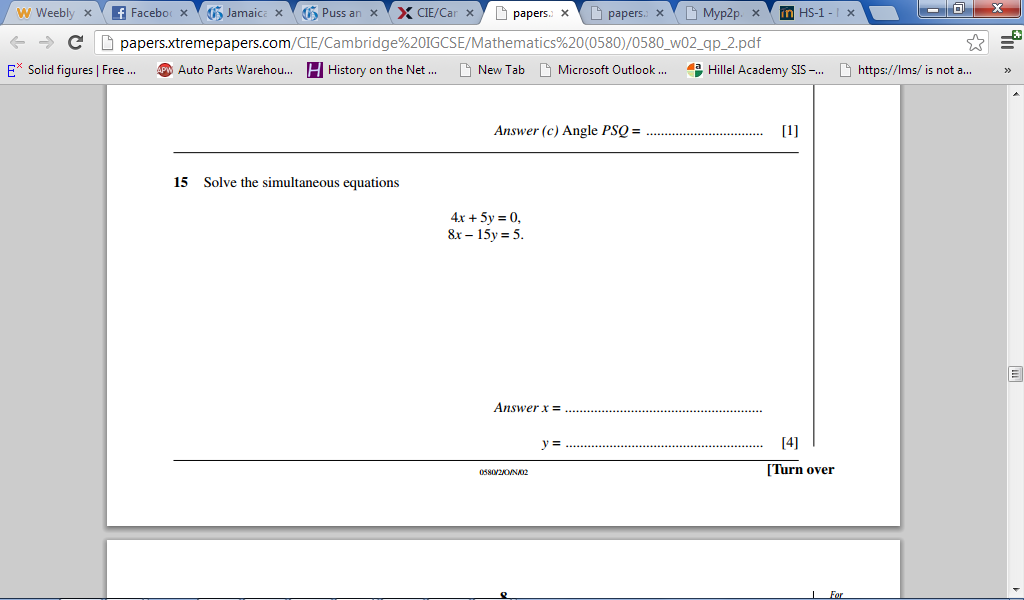 Weebly
Facebo
Jamaica
Puss an
CIE/Car
papers.
papers.
Myp2p.
HS-1 -
papers.xtremepapers.com/CIE/Cambridge%20IGCSE/Mathematics%20(0580)/0580_w02_qp_2.pdf
Solid figures | Free ... Auto Parts Warehou... History on the Net ... New Tab Microsoft Outlook ... Hillel Academy SIS –... https://lms/ is not a... »
Answer (c) Angle PSQ = ................................ [1]
15 Solve the simultaneous equations
4x + 5y = 0,
8x – 15y = 5.
Answer x = ......................................................
y = ...................................................... [4]
0580/2/O/N/02
[Turn over
8
For